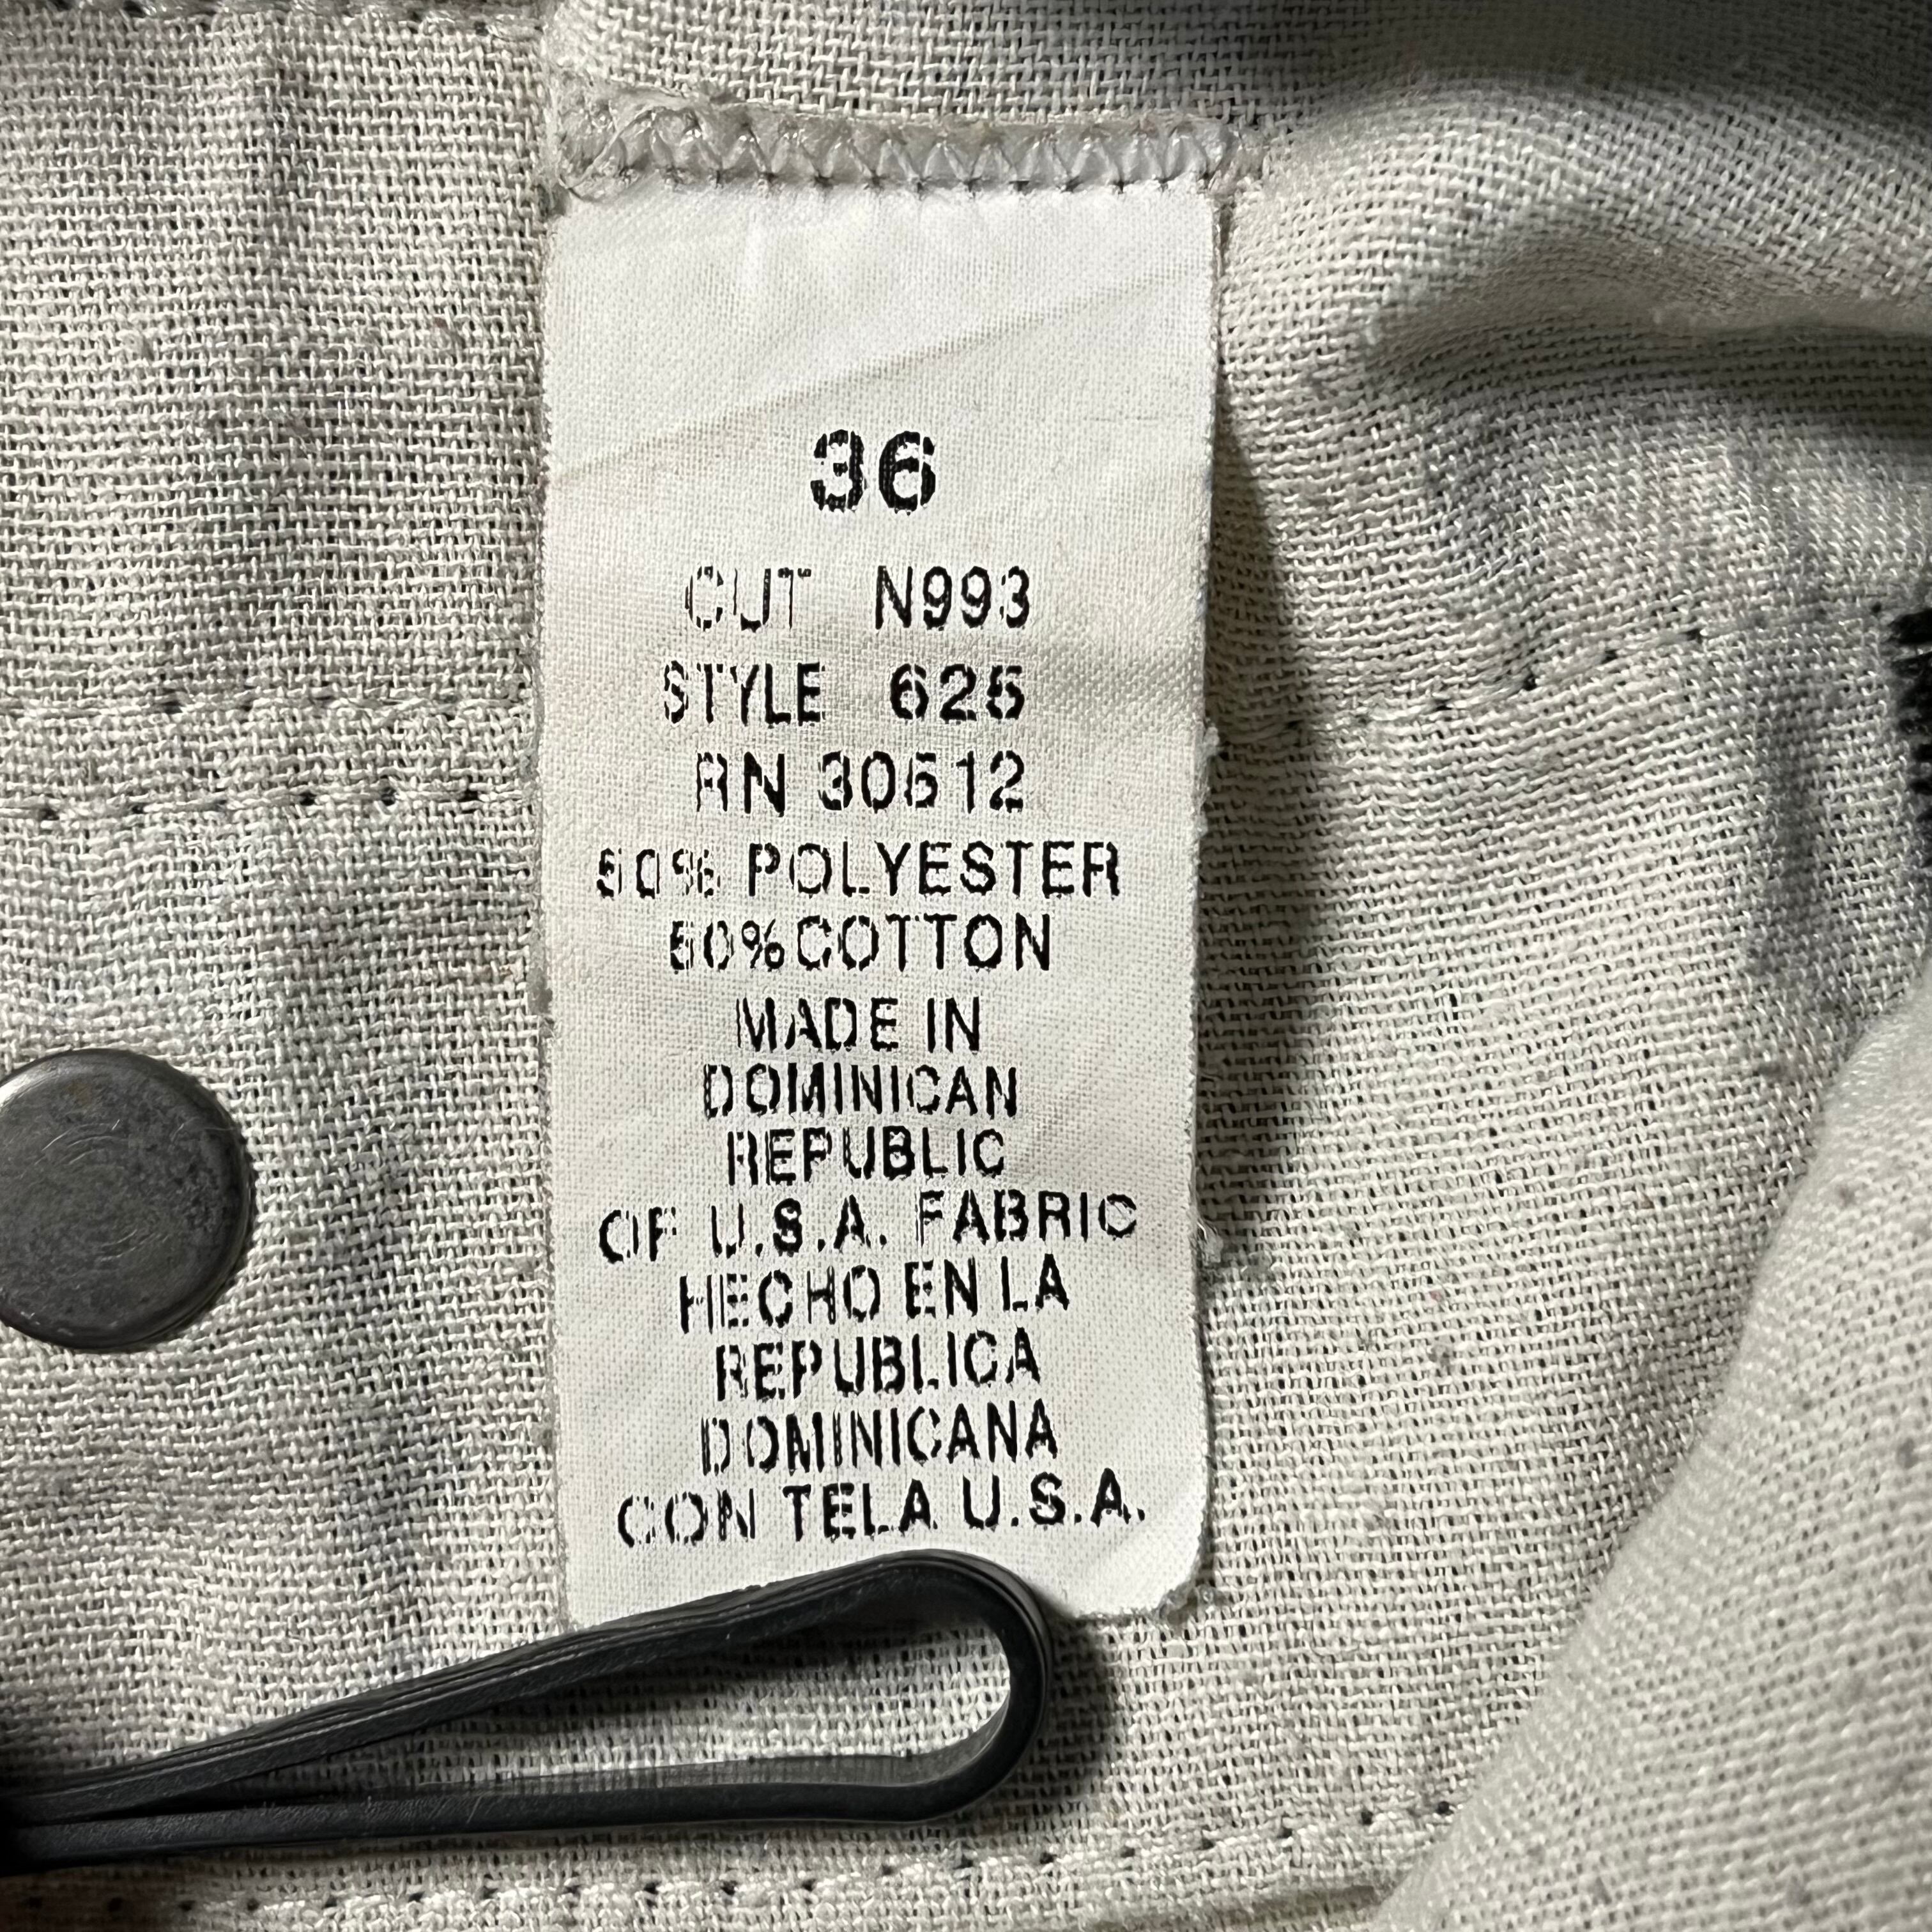 36
CUT N993
STYLE 625
RN 30512
50% POLYESTER
50% COTTON
MADE IN
DOMINICAN
REPUBLIC
OF U.S.A. FABRIC
HECHO EN LA
REPUBLICA
DOMINICANA
CON TELA U.S.A.